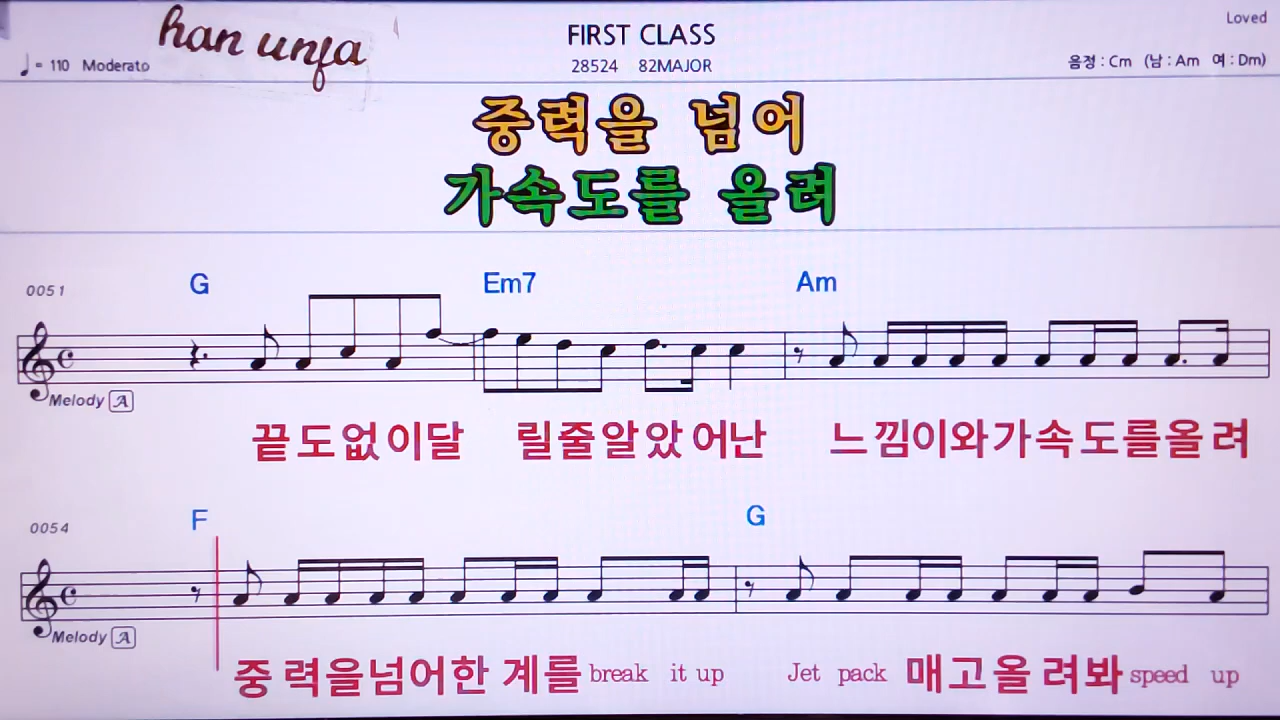 Loved
han unfa
FIRST CLASS
♩ = 110 Moderato
28524 82MAJOR
음정 : Cm (남 : Am 여 : Dm)
중력을 넘어
가속도를 올려
0051 G Em7 Am
Melody A
끝도없이달 릴줄알았어난 느낌이와가속도를올려
0054 F G
Melody A
중력을넘어한계를 break it up Jet pack 매고올려봐 speed up